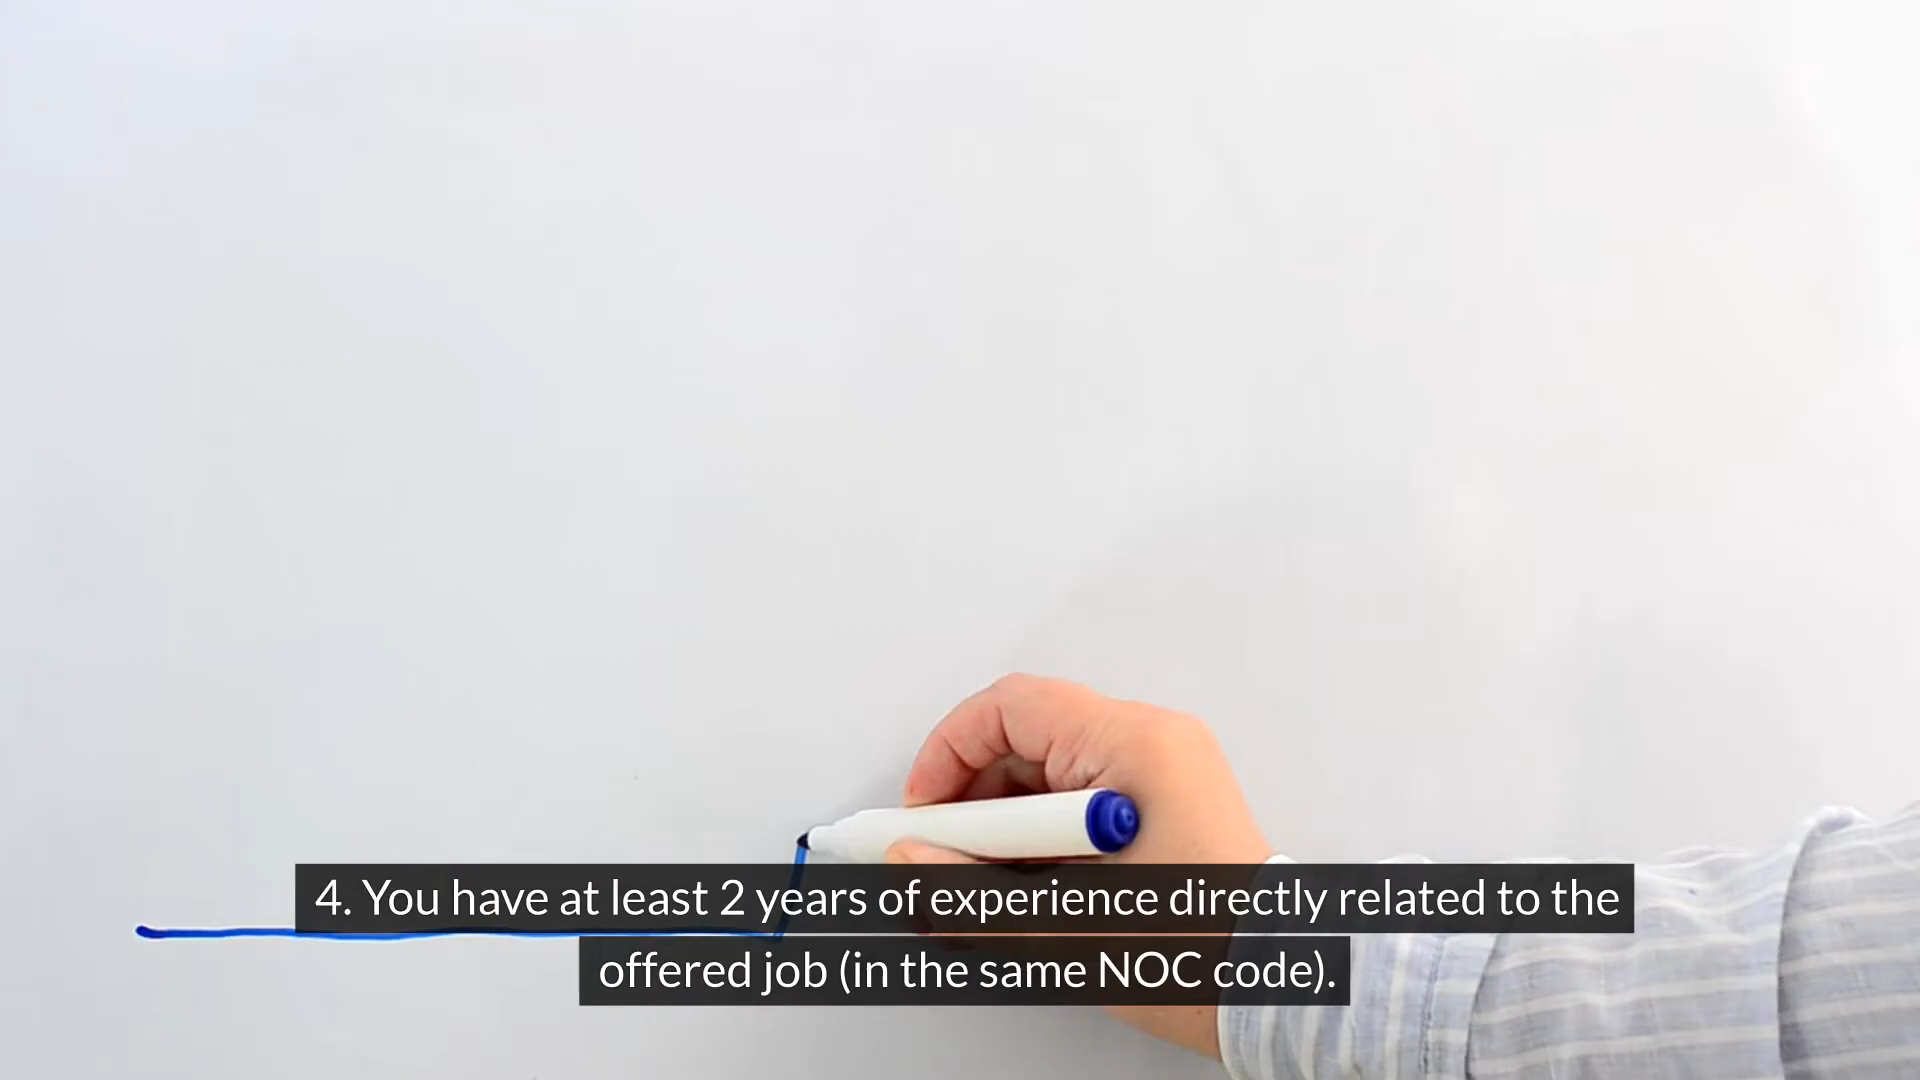 4. You have at least 2 years of experience directly related to the
offered job (in the same NOC code).